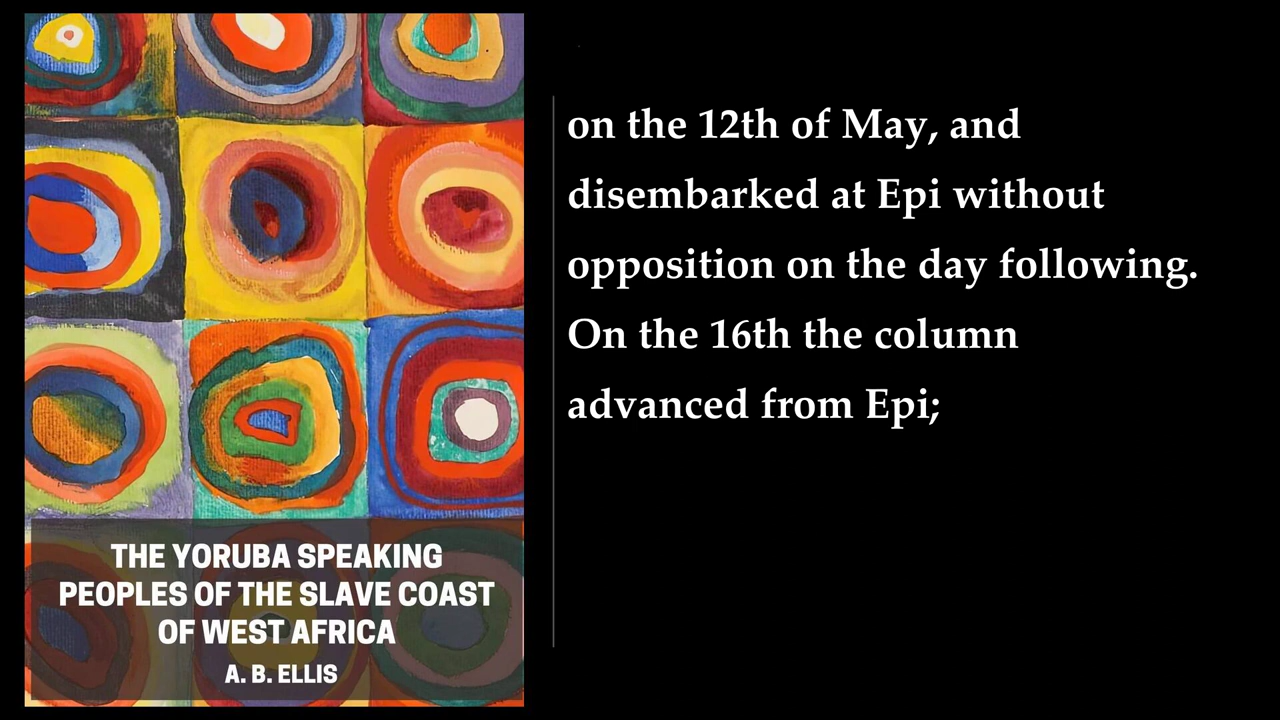 on the 12th of May, and
disembarked at Epi without
opposition on the day following.
On the 16th the column
advanced from Epi;
THE YORUBA SPEAKING
PEOPLES OF THE SLAVE COAST
OF WEST AFRICA
A. B. ELLIS